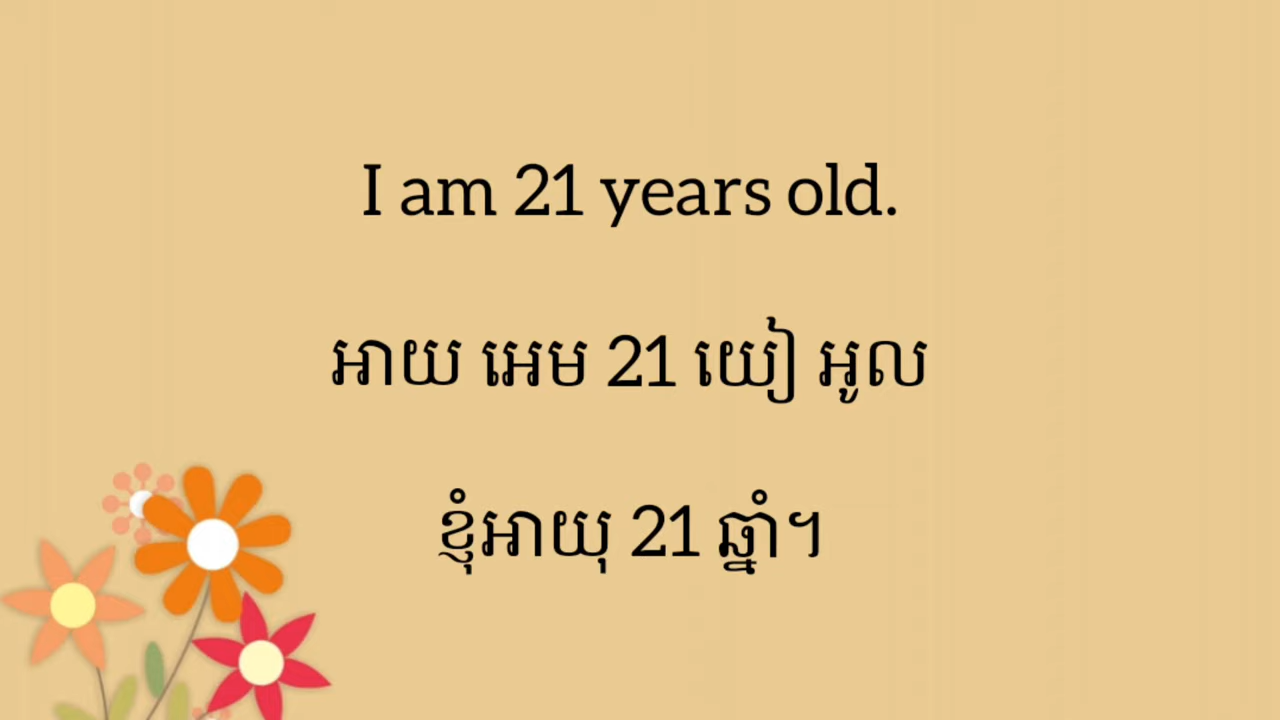 I am 21 years old.
អាយ អេម 21 យៀ អូល
ខ្ញុំអាយុ 21 ឆ្នាំ។